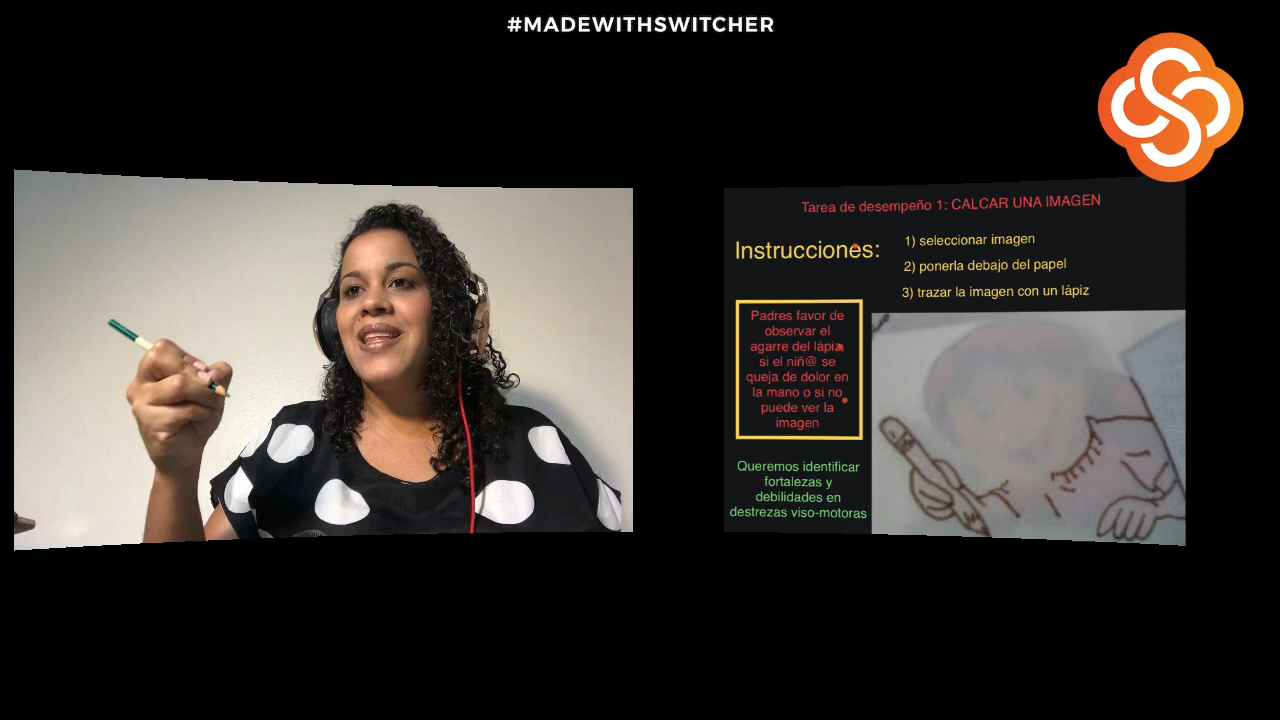 #MADEWITHSWITCHER
Tarea de desempeño 1: CALCAR UNA IMAGEN
Instrucciones:
1) seleccionar imagen
2) ponerla debajo del papel
3) trazar la imagen con un lápiz
Padres favor de
observar el
agarre del lápiz
si el niñ@ se
queja de dolor en
la mano o si no
puede ver la
imagen
Queremos identificar
fortalezas y
debilidades en
destrezas viso-motoras